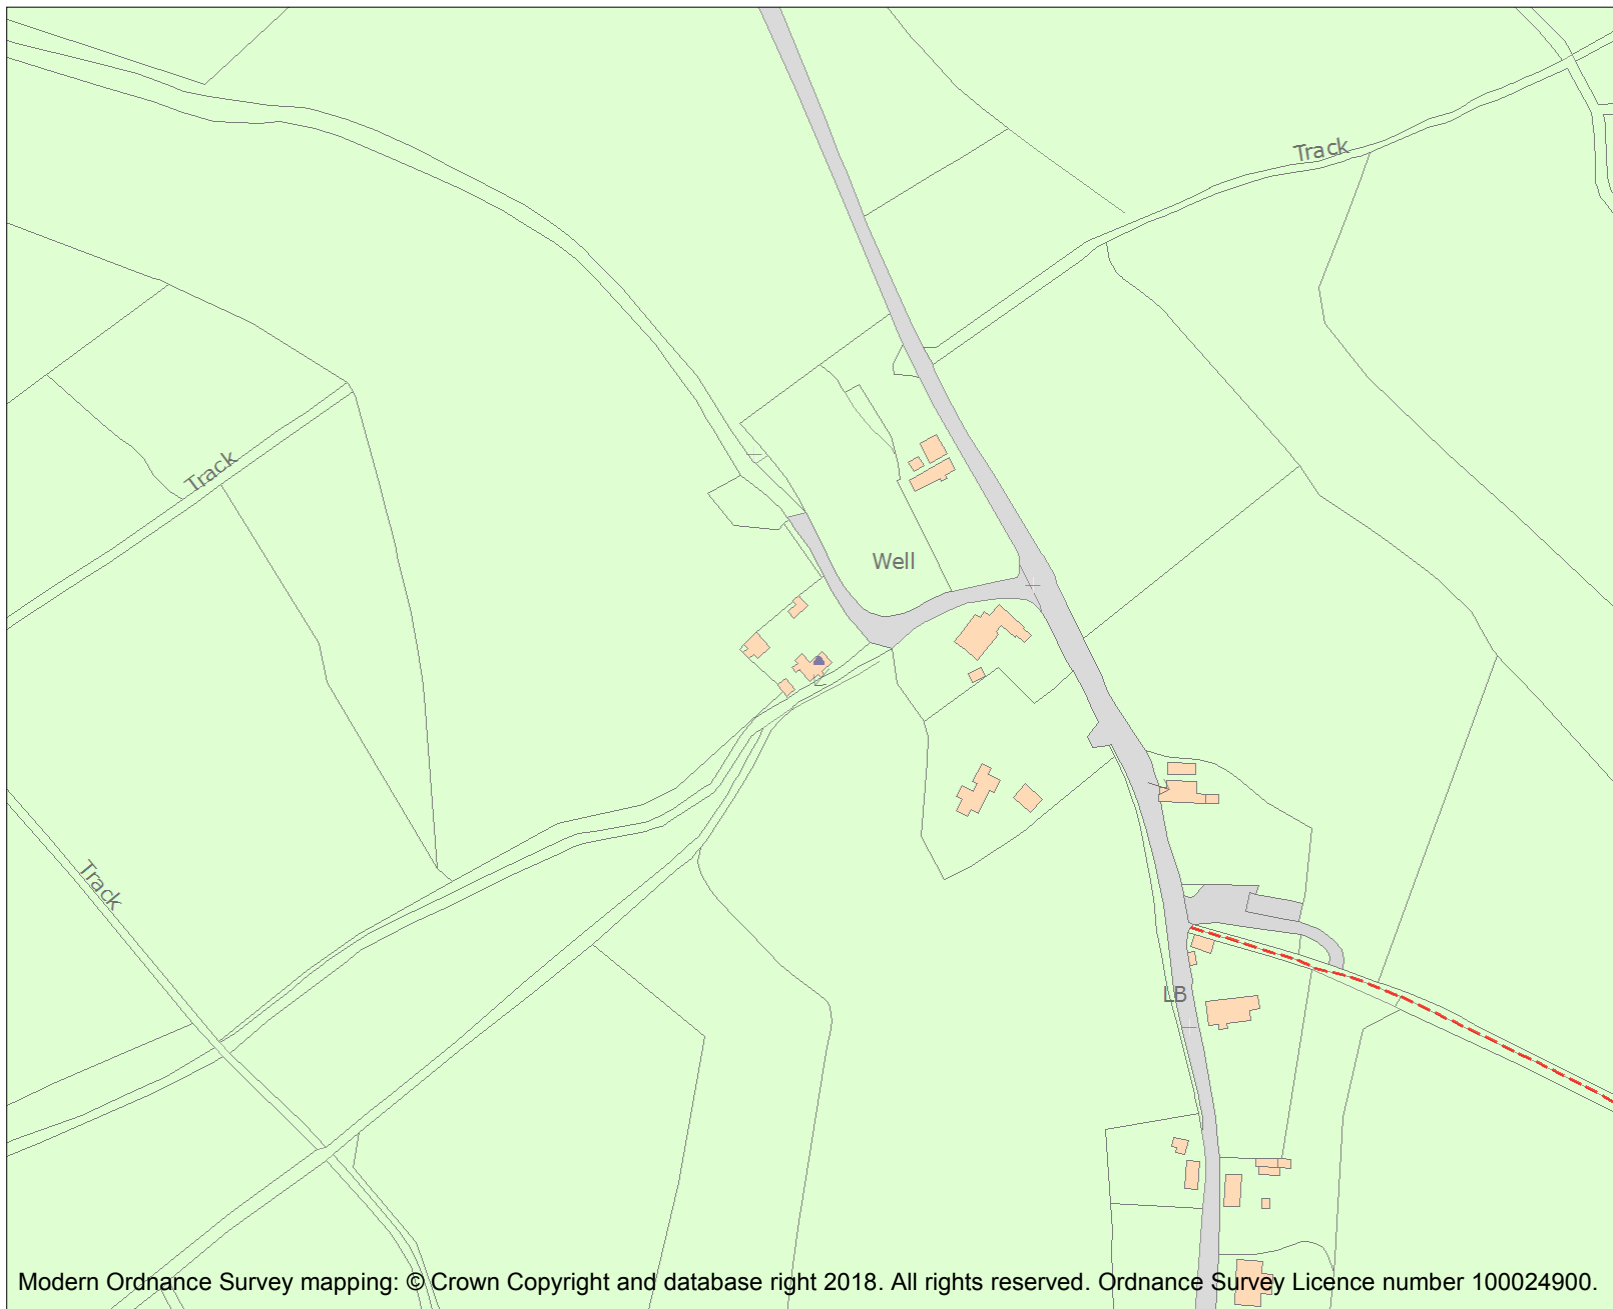 Track
Track
Well
Track
LB
Modern Ordnance Survey mapping: © Crown Copyright and database right 2018. All rights reserved. Ordnance Survey Licence number 100024900.